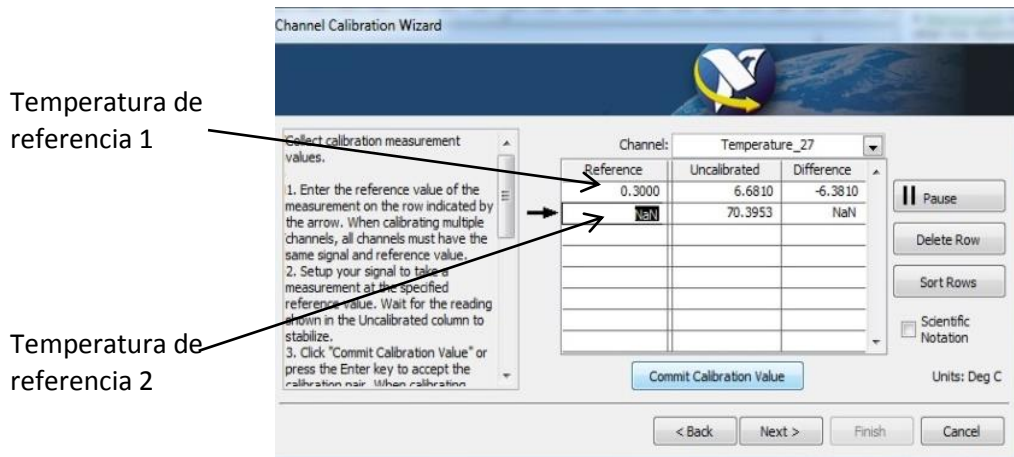 Channel Calibration Wizard
Temperatura de
referencia 1
Collect calibration measurement
values.
1. Enter the reference value of the
measurement on the row indicated by
the arrow. When calibrating multiple
channels, all channels must have the
same signal and reference value.
2. Setup your signal to take a
measurement at the specified
reference value. Wait for the reading
shown in the Uncalibrated column to
stabilize.
3. Click "Commit Calibration Value" or
press the Enter key to accept the
calibration pair. When calibrating
Temperatura de
referencia 2
Channel: Temperature_27
Reference Uncalibrated Difference
0.3000 6.6810 -6.3810
NaN 70.3953 NaN
Pause
Delete Row
Sort Rows
Scientific
Notation
Commit Calibration Value
Units: Deg C
< Back Next > Finish Cancel